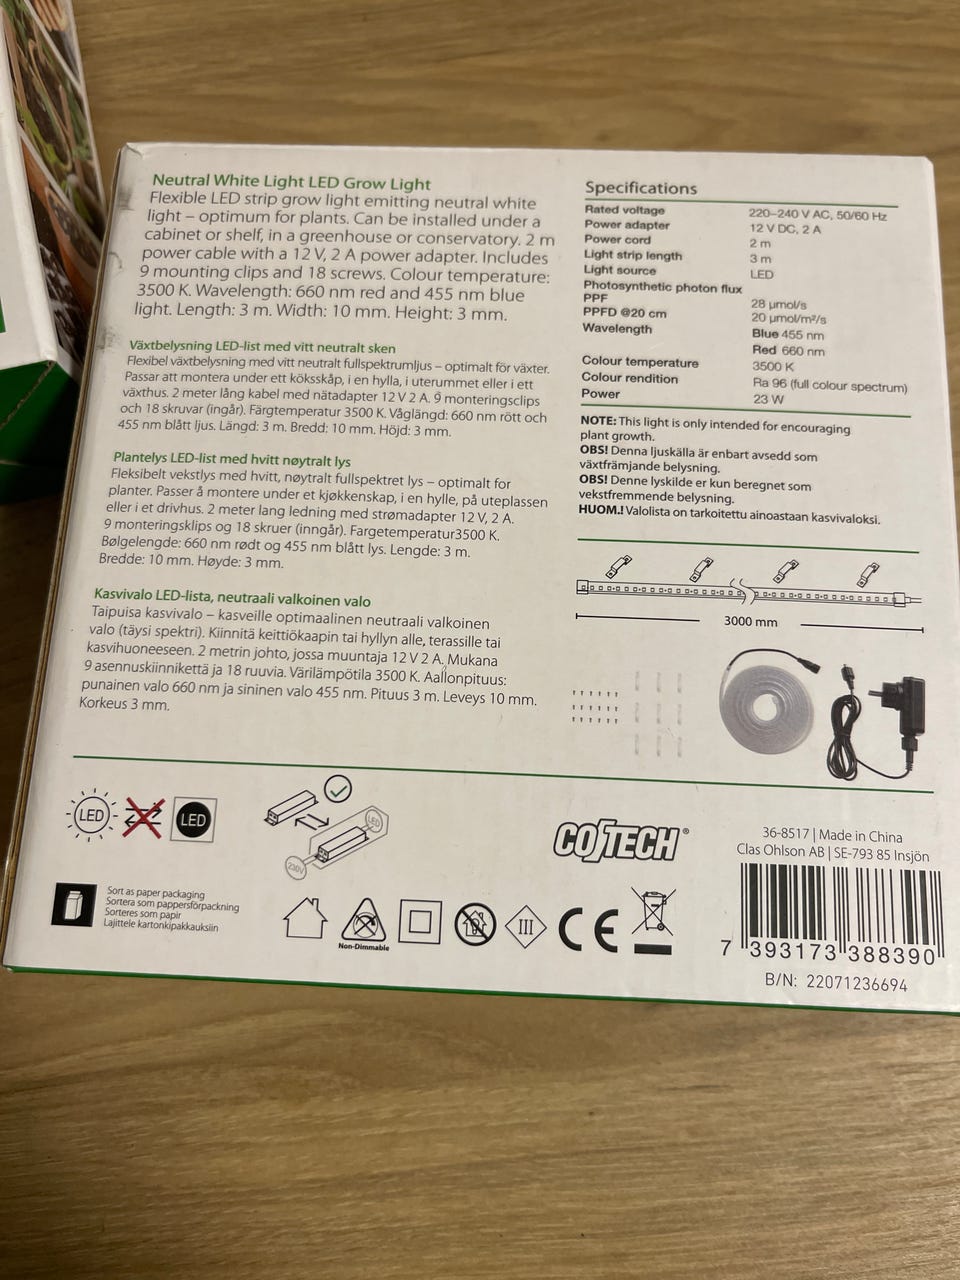 Neutral White Light LED Grow Light
Flexible LED strip grow light emitting neutral white
light – optimum for plants. Can be installed under a
cabinet or shelf, in a greenhouse or conservatory. 2 m
power cable with a 12 V, 2 A power adapter. Includes
9 mounting clips and 18 screws. Colour temperature:
3500 K. Wavelength: 660 nm red and 455 nm blue
light. Length: 3 m. Width: 10 mm. Height: 3 mm.
Växtbelysning LED-list med vitt neutralt sken
Flexibel växtbelysning med vitt neutralt fullspektrumljus – optimalt för växter.
Passar att montera under ett köksskåp, i en hylla, i uterummet eller i ett
växthus. 2 meter lång kabel med nätadapter 12 V 2 A. 9 monteringsclips
och 18 skruvar (ingår). Färgtemperatur 3500 K. Våglängd: 660 nm rött och
455 nm blått ljus. Längd: 3 m. Bredd: 10 mm. Höjd: 3 mm.
Plantelys LED-list med hvitt nøytralt lys
Fleksibelt vekstlys med hvitt, nøytralt fullspektret lys – optimalt for
planter. Passer å montere under et kjøkkenskap, i en hylle, på uteplassen
eller i et drivhus. 2 meter lang ledning med strømadapter 12 V, 2 A.
9 monteringsklips og 18 skruer (inngår). Fargetemperatur3500 K.
Bølgelengde: 660 nm rødt og 450 nm blått lys. Lengde: 3 m.
Bredde: 10 mm. Høyde: 3 mm.
Kasvivalo LED-lista, neutraali valkoinen valo
Taipuisa kasvivalo – kasveille optimaalinen neutraali valkoinen
valo (täysi spektri). Kiinnitä keittiökaapin tai hyllyn alle, terassille tai
kasvihuoneeseen. 2 metrin johto, jossa muuntaja 12 V 2 A. Mukana
9 asennuskiinnikettä ja 18 ruuvia. Värilämpötila 3500 K. Aallonpituus:
punainen valo 660 nm ja sininen valo 455 nm. Pituus 3 m. Leveys 10 mm.
Korkeus 3 mm.
Specifications
Rated voltage 220–240 V AC, 50/60 Hz
Power adapter 12 V DC, 2 A
Power cord 2 m
Light strip length 3 m
Light source LED
Photosynthetic photon flux
PPF 28 µmol/s
PPFD @20 cm 20 µmol/m²/s
Wavelength Blue 455 nm
Red 660 nm
Colour temperature 3500 K
Colour rendition Ra 96 (full colour spectrum)
Power 23 W
NOTE: This light is only intended for encouraging
plant growth.
OBS! Denna ljuskälla är enbart avsedd som
växtfrämjande belysning.
OBS! Denne lyskilde er kun beregnet som
vekstfremmende belysning.
HUOM.! Valolista on tarkoitettu ainoastaan kasvivaloksi.
3000 mm
LED LED
LED
230V
Sort as paper packaging
Sortera som pappersförpackning
Sorteres som papir
Lajittele kartonkipakkauksiin
Non-Dimmable
III
CE
COTECH®
36-8517 | Made in China
Clas Ohlson AB | SE-793 85 Insjön
7 393173 388390
B/N: 22071236694